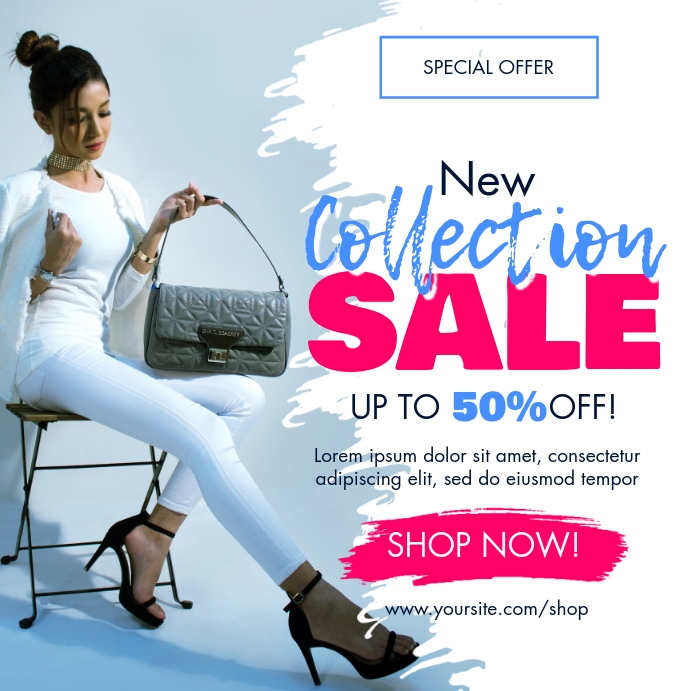 SPECIAL OFFER
New
Collection
SALE
UP TO 50% OFF!
Lorem ipsum dolor sit amet, consectetur
adipiscing elit, sed do eiusmod tempor
SHOP NOW!
www.yoursite.com/shop